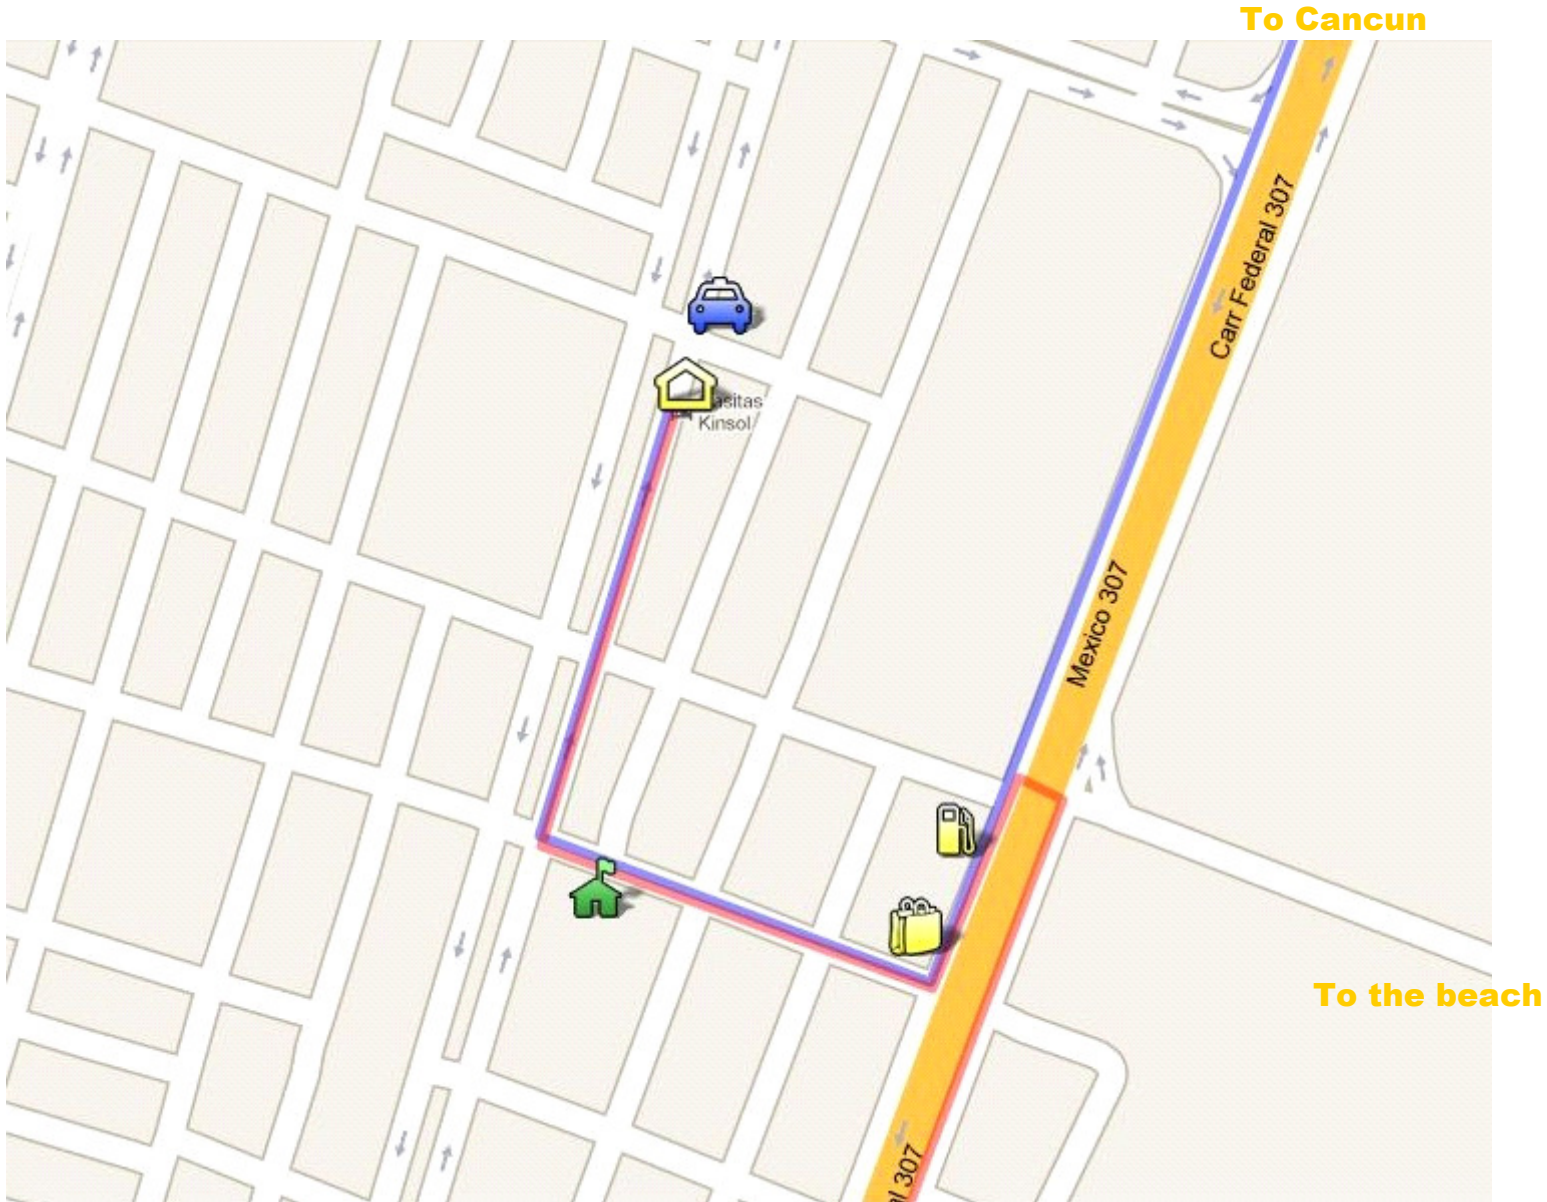 To Cancun
Carr Federal 307
asitas
Kinsol
Mexico 307
To the beach
al 307